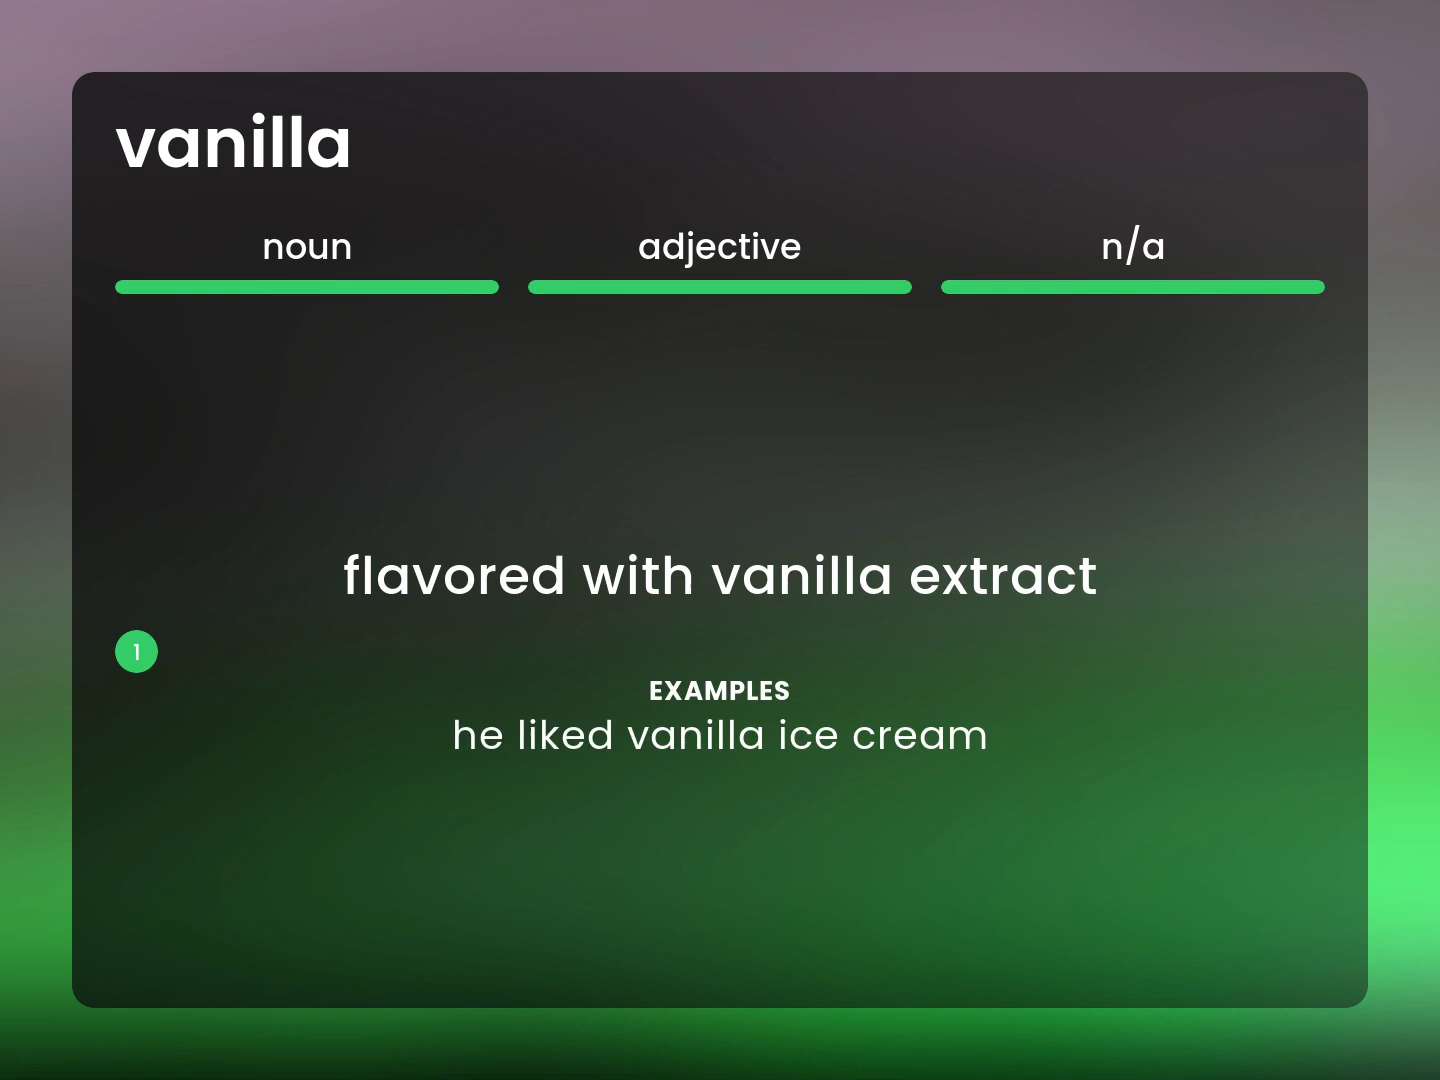 vanilla
noun adjective n/a
flavored with vanilla extract
1
EXAMPLES
he liked vanilla ice cream